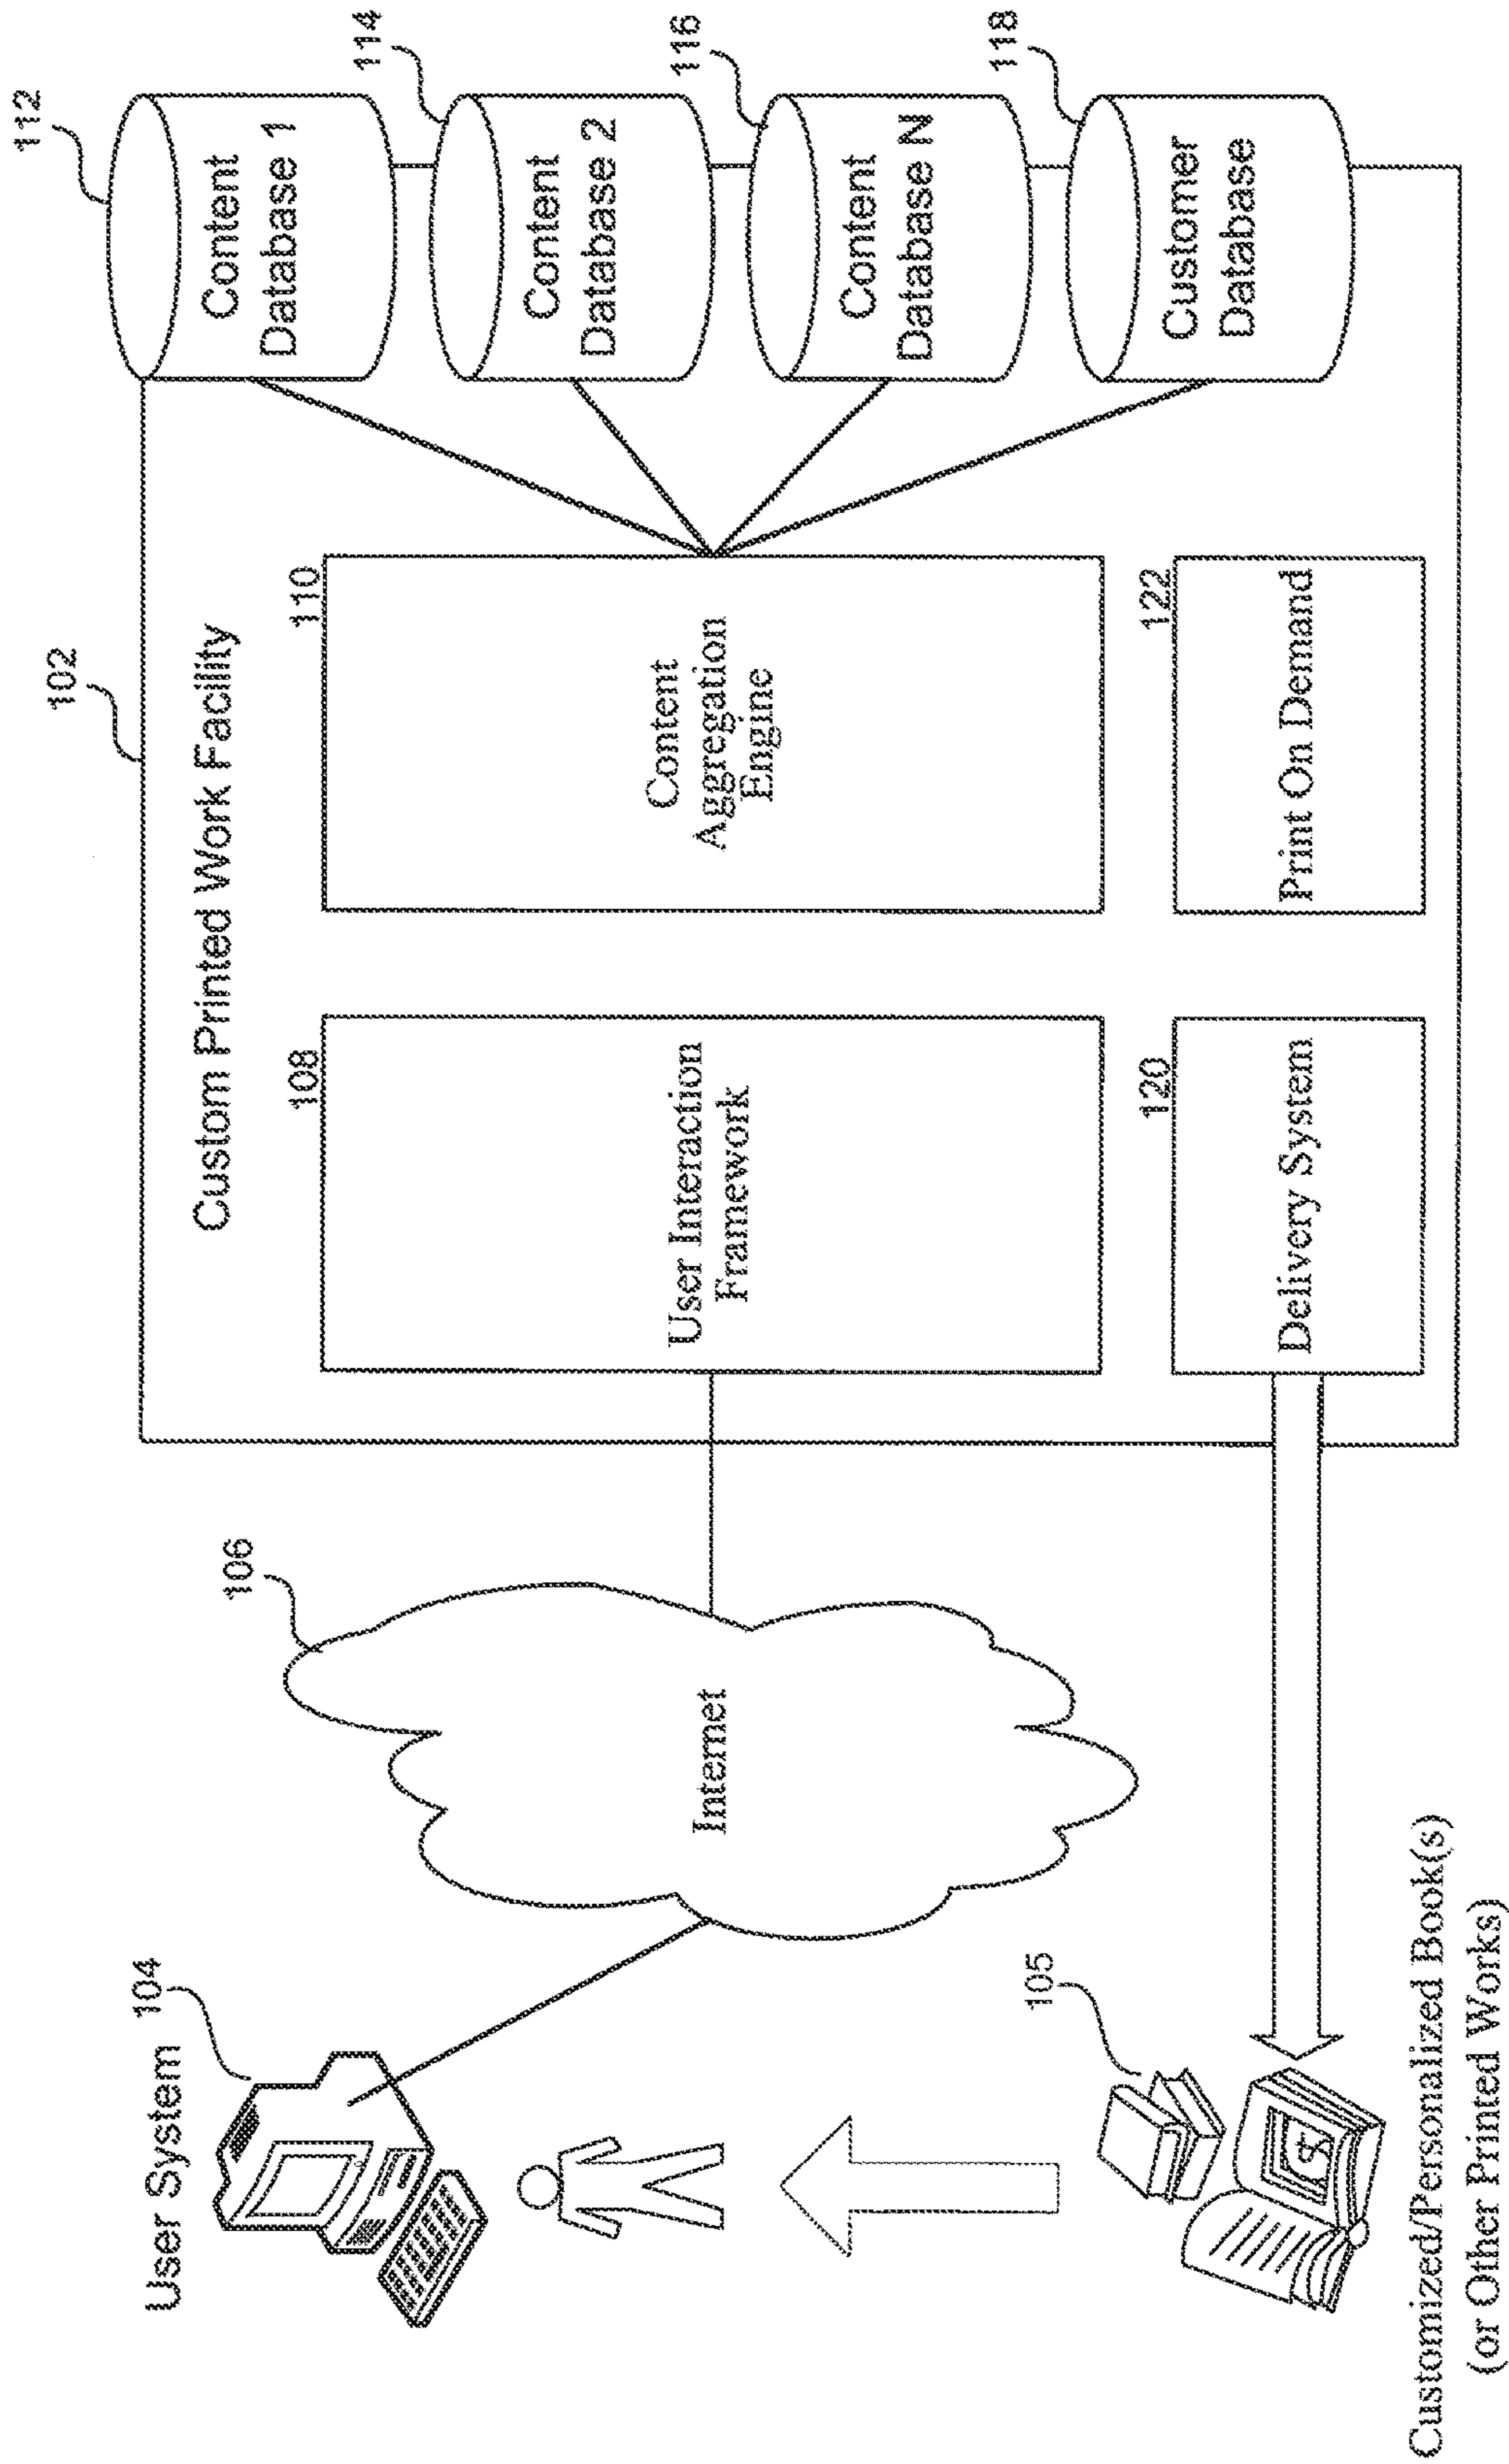 102
112
Custom Printed Work Facility
User System
104
106
108
110
Content
Database 1
114
Internet
User Interaction
Framework
Content
Aggregation
Engine
Content
Database 2
116
Content
Database N
118
105
120
122
Customer
Database
Delivery System
Print On Demand
Customized/Personalized Book(s)
(or Other Printed Works)